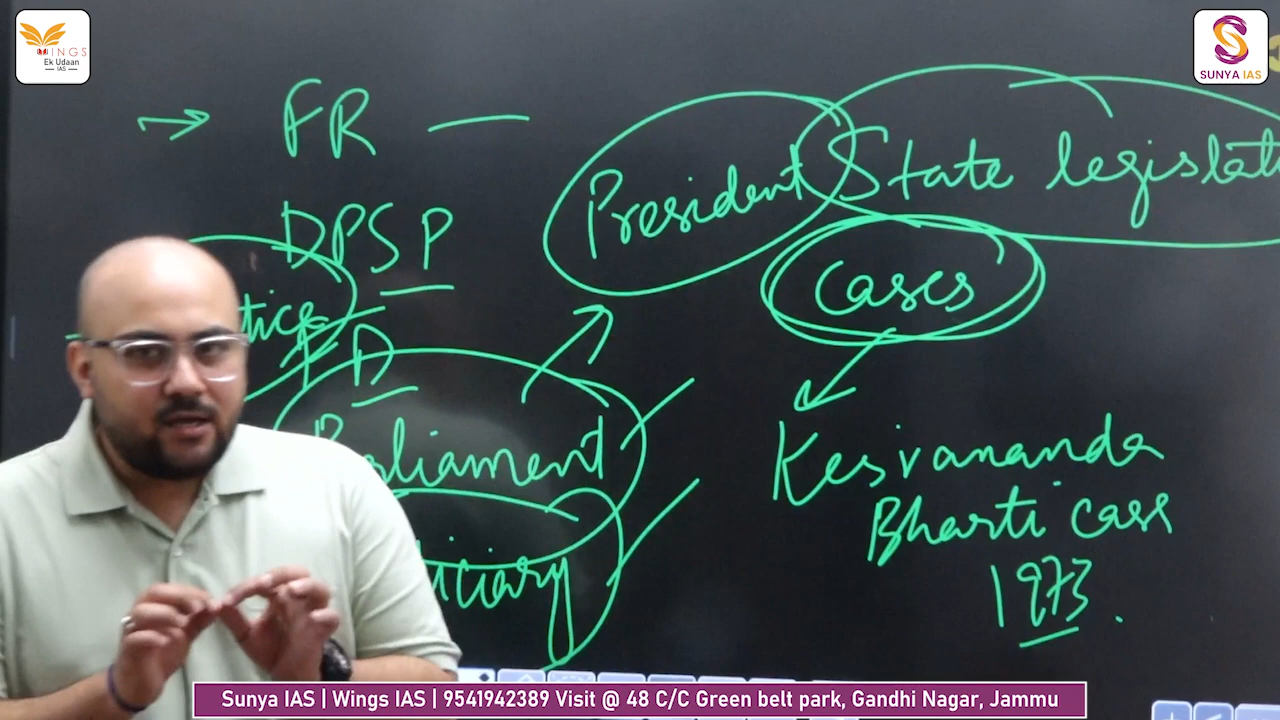 WINGS
Ek Udaan
IAS
SUNYA IAS
FR
President
State legislat
DPSP
cases
FD
Parliament
Kesvananda
Bharti case
1973
Sunya IAS | Wings IAS | 9541942389 Visit @ 48 C/C Green belt park, Gandhi Nagar, Jammu